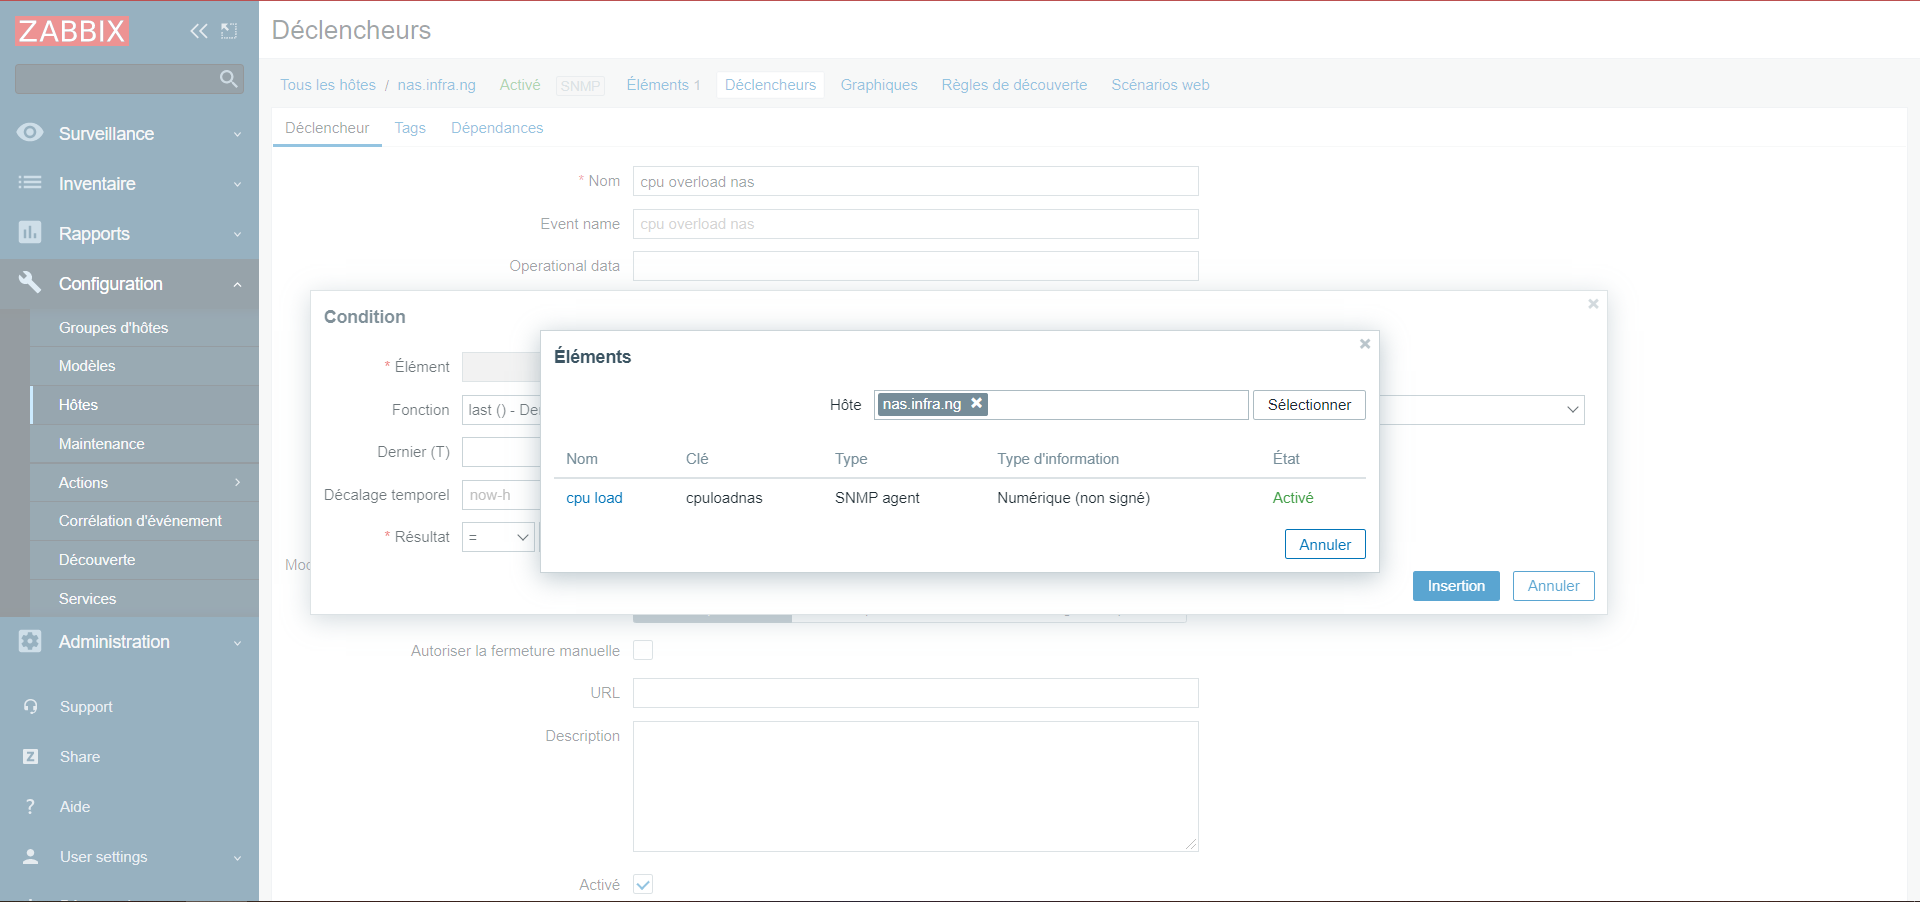 ZABBIX
Déclencheurs
Tous les hôtes / nas.infra.ng Activé SNMP Éléments 1 Déclencheurs Graphiques Règles de découverte Scénarios web
Déclencheur Tags Dépendances
Surveillance
Inventaire
Rapports
Configuration
Groupes d'hôtes
Modèles
Hôtes
Maintenance
Actions
Corrélation d'événement
Découverte
Services
Administration
Support
Share
Aide
User settings
* Nom cpu overload nas
Event name cpu overload nas
Operational data
Condition
* Élément
Fonction last () - De
Dernier (T)
Décalage temporel now-h
* Résultat =
Éléments
Hôte nas.infra.ng Sélectionner
Nom Clé Type Type d'information État
cpu load cpuloadnas SNMP agent Numérique (non signé) Activé
Annuler
Insertion Annuler
Autoriser la fermeture manuelle
URL
Description
Activé